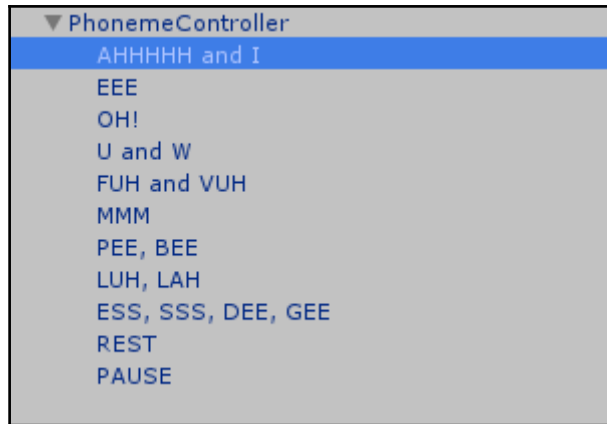 PhonemeController
AHHHHH and I
EEE
OH!
U and W
FUH and VUH
MMM
PEE, BEE
LUH, LAH
ESS, SSS, DEE, GEE
REST
PAUSE